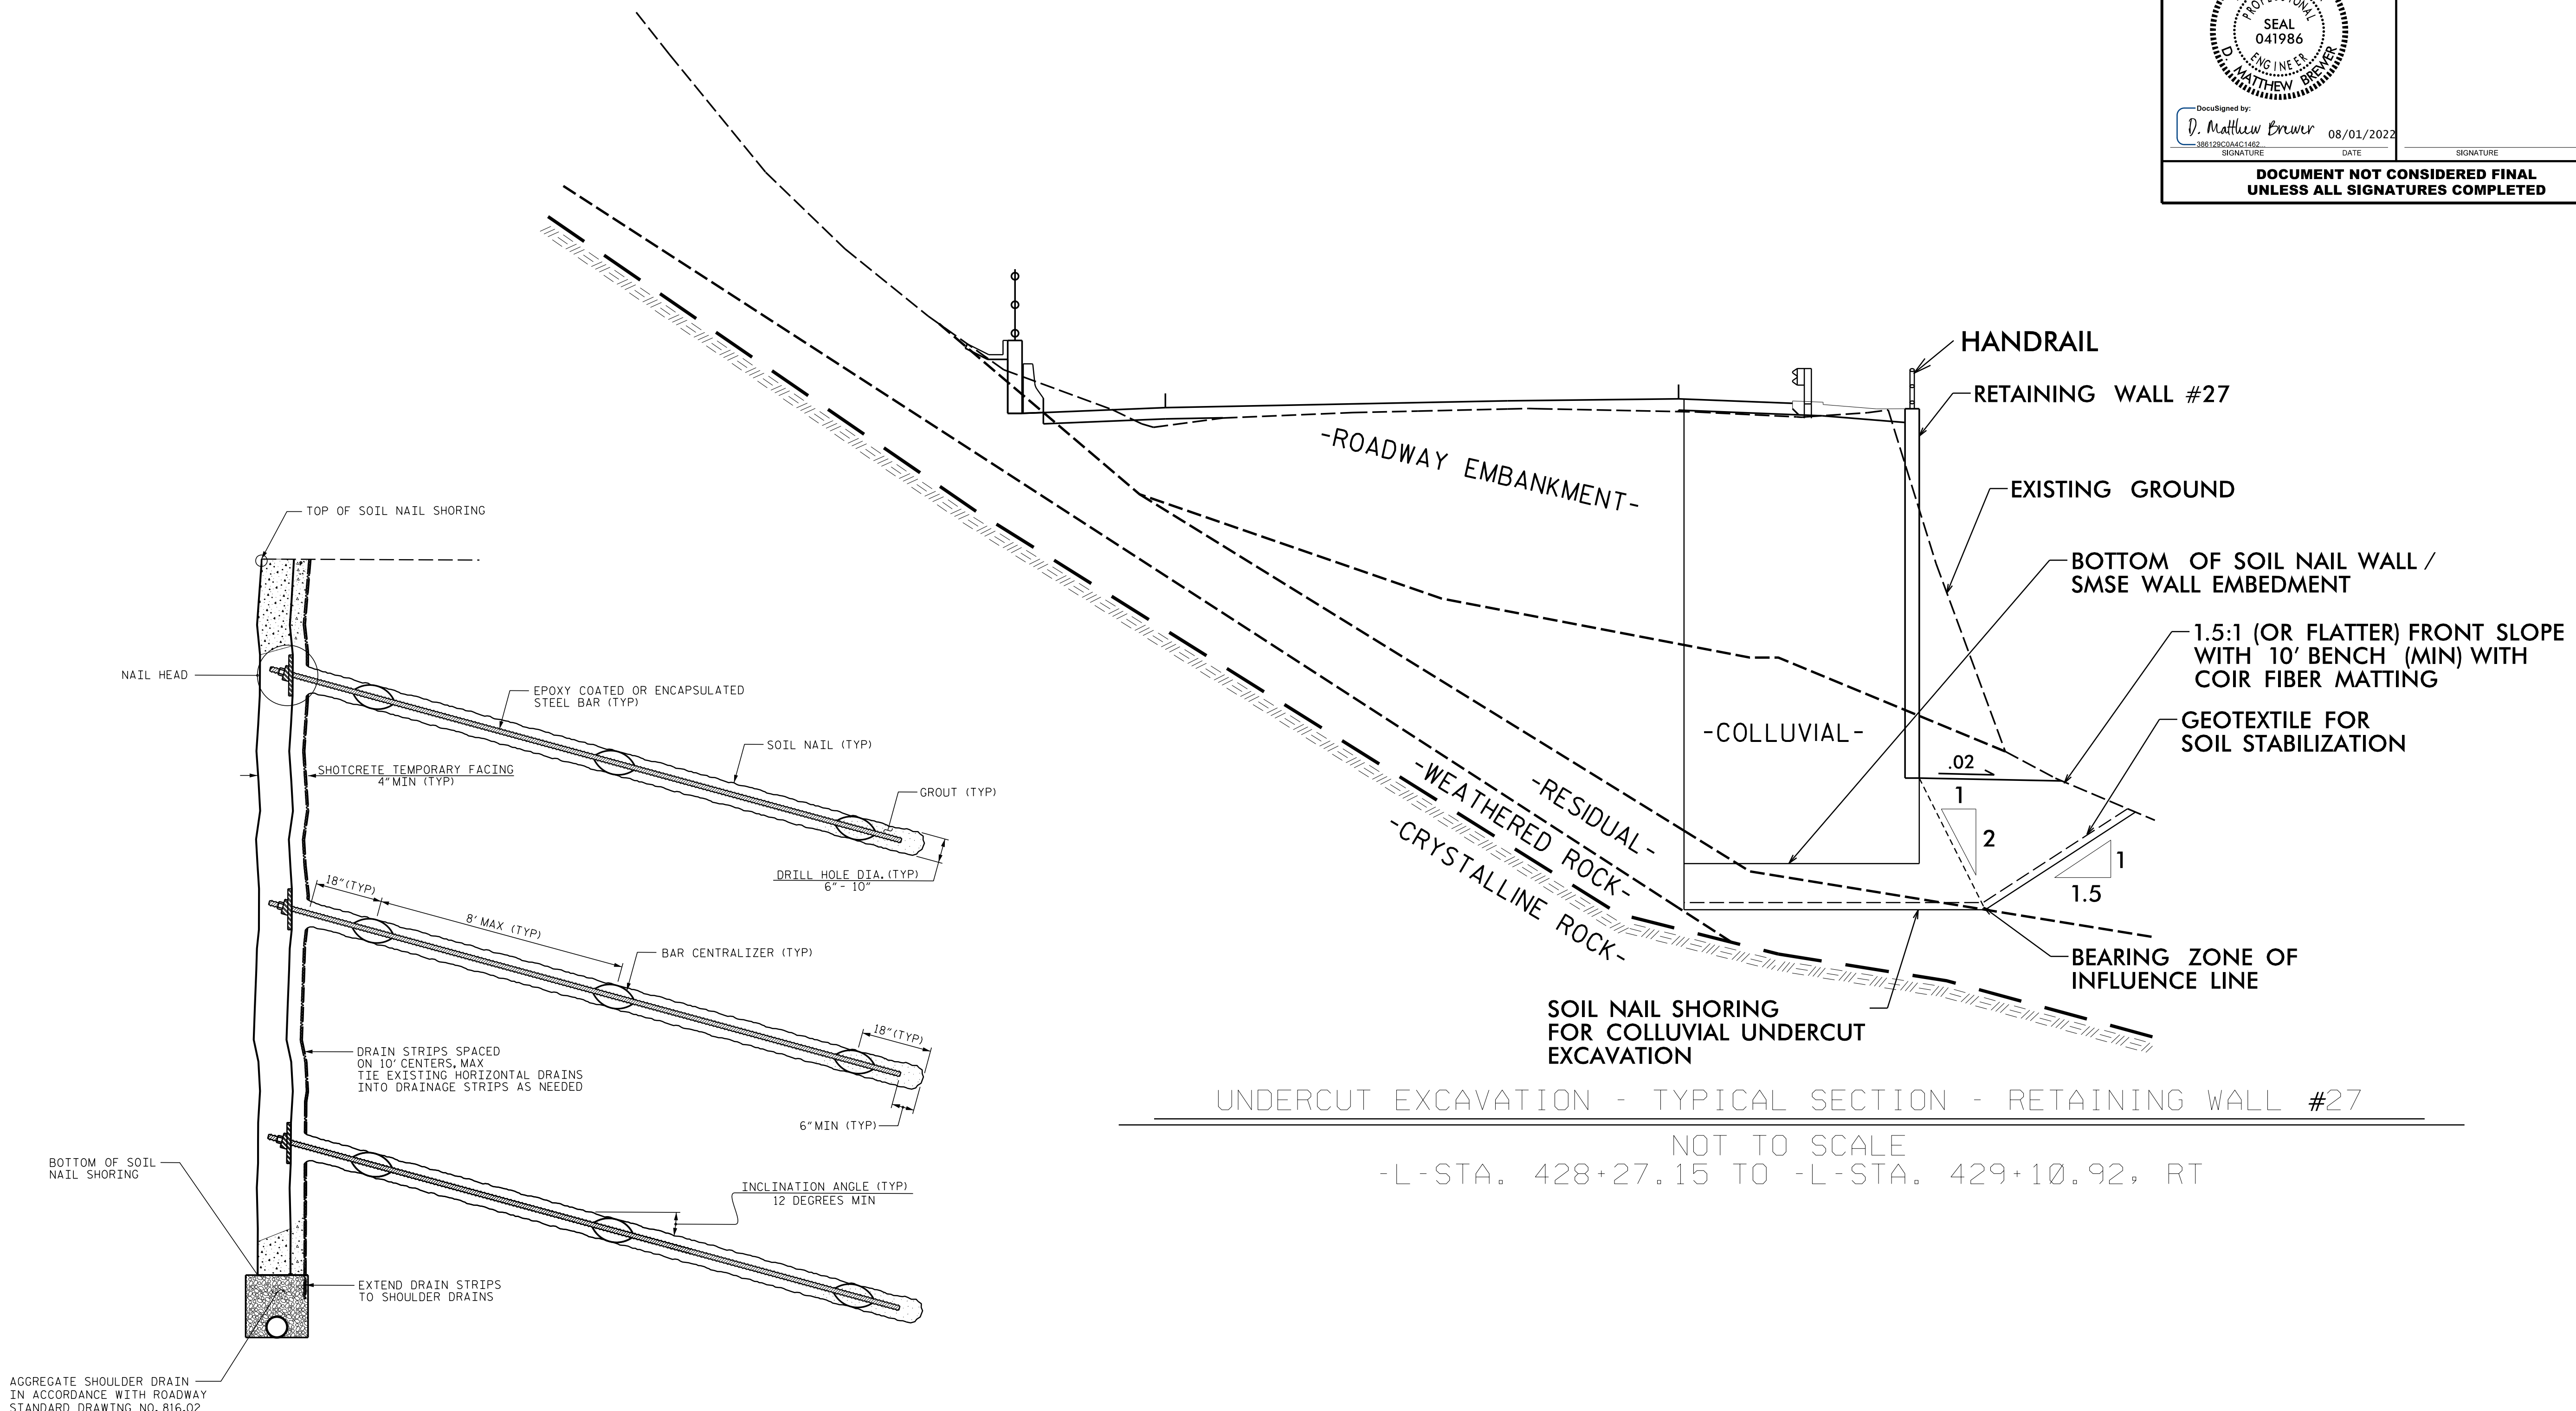 PROFESSIONAL
SEAL
041986
ENGINEER
D. MATTHEW BREWER
DocuSigned by:
D. Matthew Brewer
08/01/2022
386129C0A4C1462...
SIGNATURE
DATE
SIGNATURE
DOCUMENT NOT CONSIDERED FINAL
UNLESS ALL SIGNATURES COMPLETED
HANDRAIL
RETAINING WALL #27
EXISTING GROUND
BOTTOM OF SOIL NAIL WALL /
SMSE WALL EMBEDMENT
1.5:1 (OR FLATTER) FRONT SLOPE
WITH 10' BENCH (MIN) WITH
COIR FIBER MATTING
GEOTEXTILE FOR
SOIL STABILIZATION
-ROADWAY EMBANKMENT-
-COLLUVIAL-
-RESIDUAL-
-WEATHERED ROCK-
-CRYSTALLINE ROCK-
.02
1
2
1
1.5
BEARING ZONE OF
INFLUENCE LINE
SOIL NAIL SHORING
FOR COLLUVIAL UNDERCUT
EXCAVATION
UNDERCUT EXCAVATION - TYPICAL SECTION - RETAINING WALL #27
NOT TO SCALE
-L-STA. 428+27.15 TO -L-STA. 429+10.92, RT
TOP OF SOIL NAIL SHORING
NAIL HEAD
EPOXY COATED OR ENCAPSULATED
STEEL BAR (TYP)
SOIL NAIL (TYP)
SHOTCRETE TEMPORARY FACING
4" MIN (TYP)
GROUT (TYP)
DRILL HOLE DIA. (TYP)
6" - 10"
18" (TYP)
8' MAX (TYP)
BAR CENTRALIZER (TYP)
18" (TYP)
DRAIN STRIPS SPACED
ON 10' CENTERS, MAX
TIE EXISTING HORIZONTAL DRAINS
INTO DRAINAGE STRIPS AS NEEDED
6" MIN (TYP)
BOTTOM OF SOIL
NAIL SHORING
INCLINATION ANGLE (TYP)
12 DEGREES MIN
EXTEND DRAIN STRIPS
TO SHOULDER DRAINS
AGGREGATE SHOULDER DRAIN
IN ACCORDANCE WITH ROADWAY
STANDARD DRAWING NO. 816.02